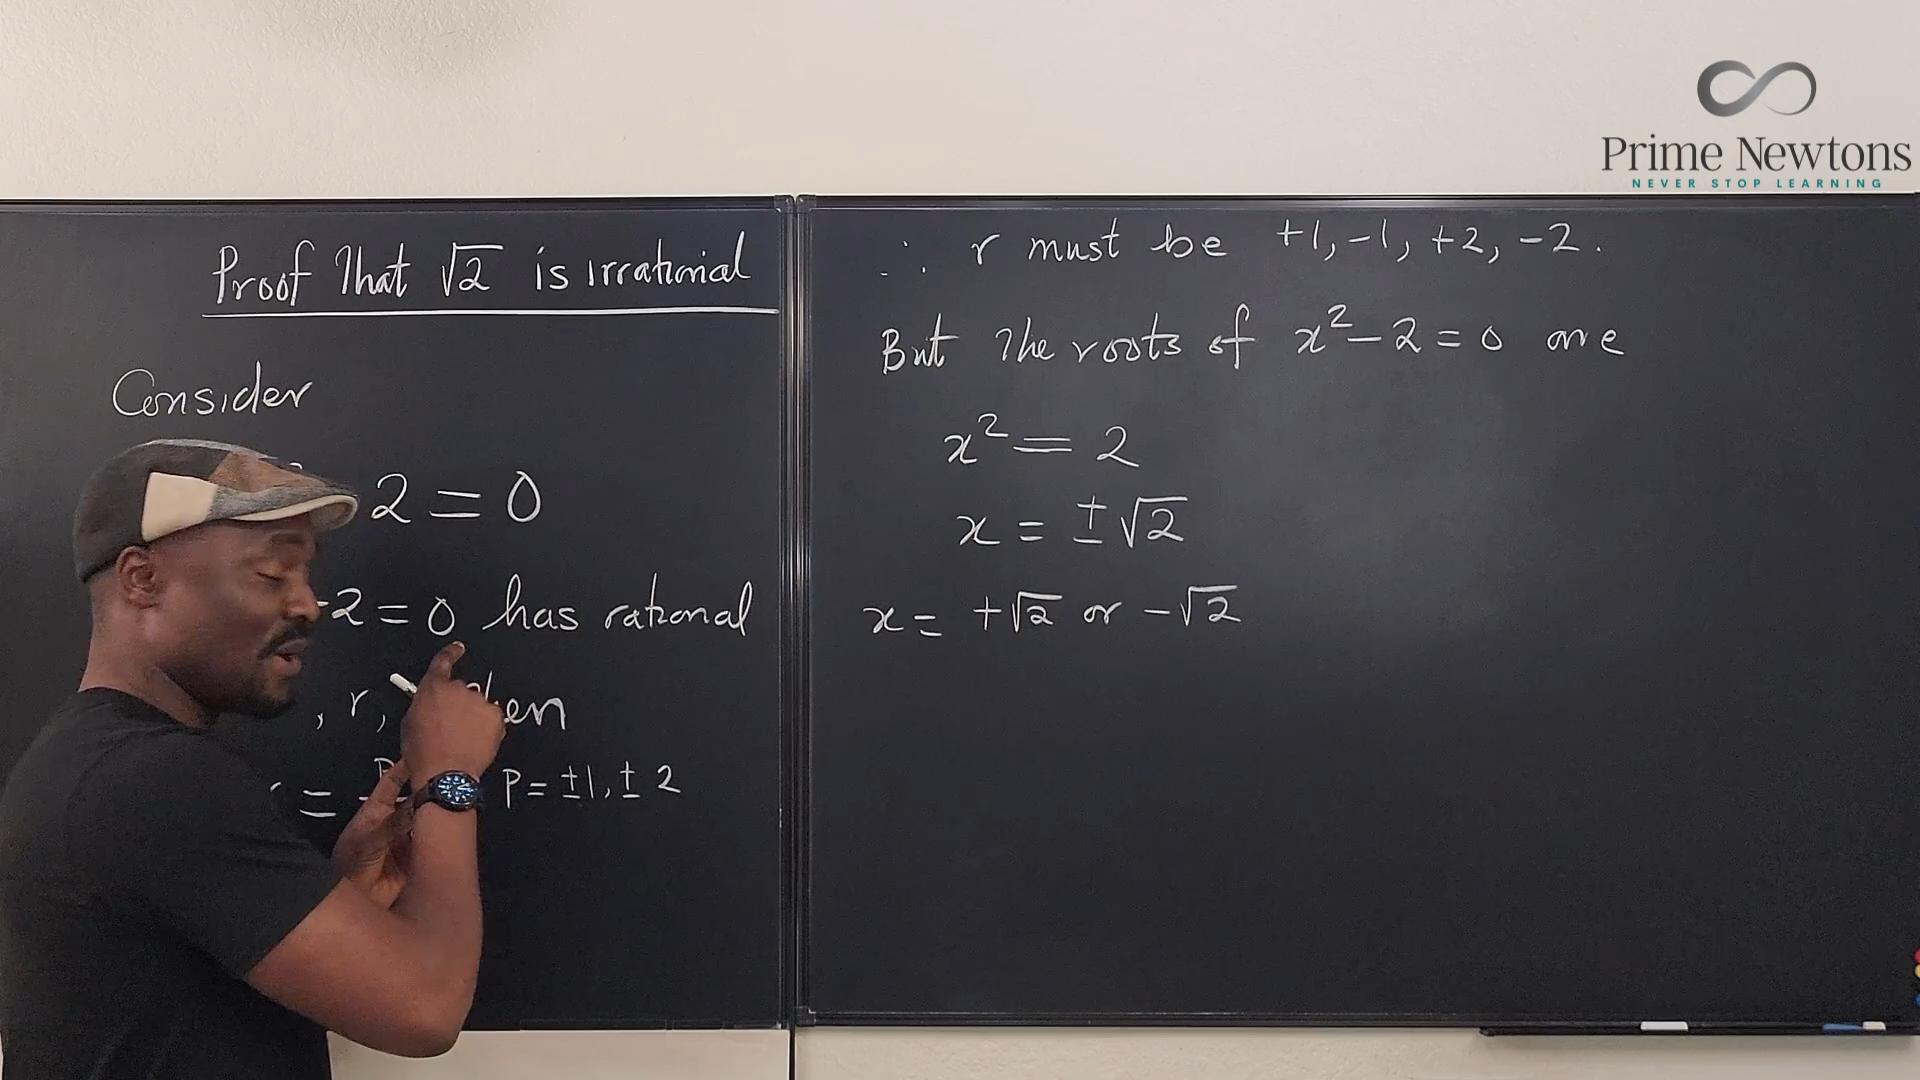 Prime Newtons
NEVER STOP LEARNING
Proof That √2 is irrational
Consider
2 = 0
-2 = 0 has rational
, r, then
= P = ±1, ± 2
∴ r must be +1, -1, +2, -2.
But The roots of x² - 2 = 0 are
x² = 2
x = ±√2
x = +√2 or -√2